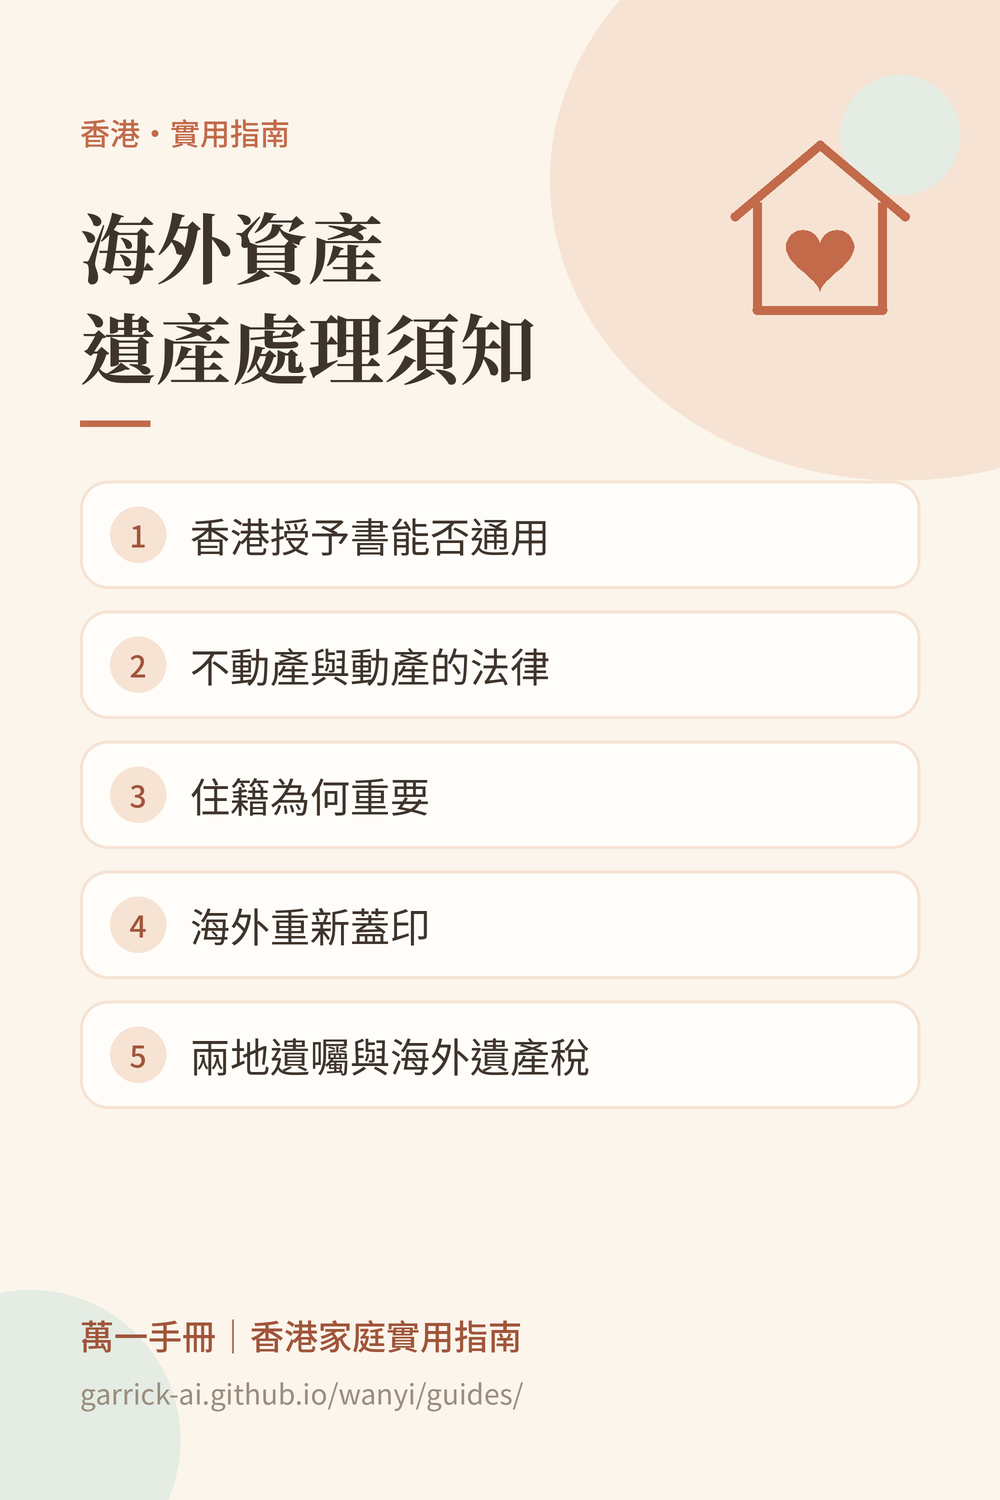 香港・實用指南
海外資產
遺產處理須知
1 香港授予書能否通用
2 不動產與動產的法律
3 住籍為何重要
4 海外重新蓋印
5 兩地遺囑與海外遺產稅
萬一手冊｜香港家庭實用指南
garrick-ai.github.io/wanyi/guides/